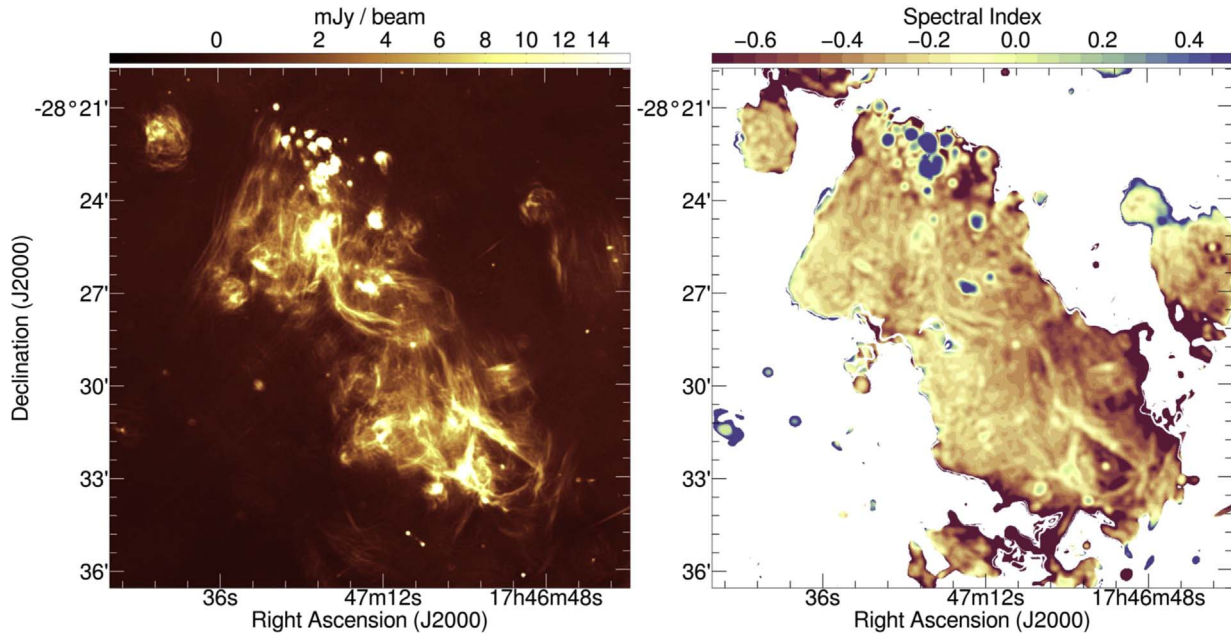 mJy / beam
0 2 4 6 8 10 12 14
Spectral Index
−0.6 −0.4 −0.2 0.0 0.2 0.4
Declination (J2000)
-28°21'
24'
27'
30'
33'
36'
36s 47m12s 17h46m48s
Right Ascension (J2000)
-28°21'
24'
27'
30'
33'
36'
36s 47m12s 17h46m48s
Right Ascension (J2000)